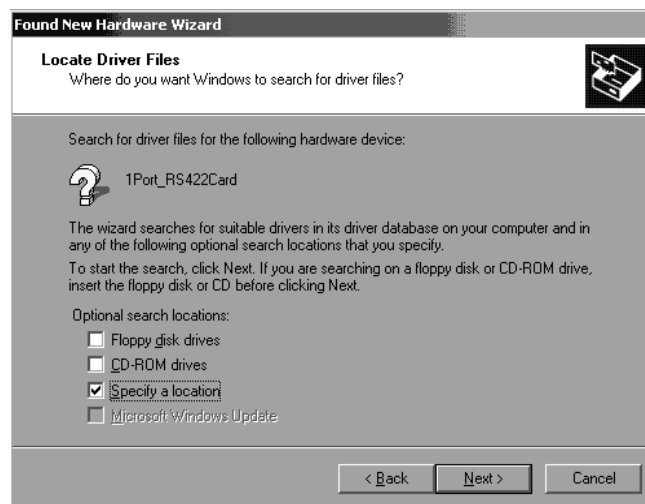 Found New Hardware Wizard
Locate Driver Files
Where do you want Windows to search for driver files?
Search for driver files for the following hardware device:
1Port_RS422Card
The wizard searches for suitable drivers in its driver database on your computer and in
any of the following optional search locations that you specify.
To start the search, click Next. If you are searching on a floppy disk or CD-ROM drive,
insert the floppy disk or CD before clicking Next.
Optional search locations:
Floppy disk drives
CD-ROM drives
Specify a location
Microsoft Windows Update
< Back Next > Cancel